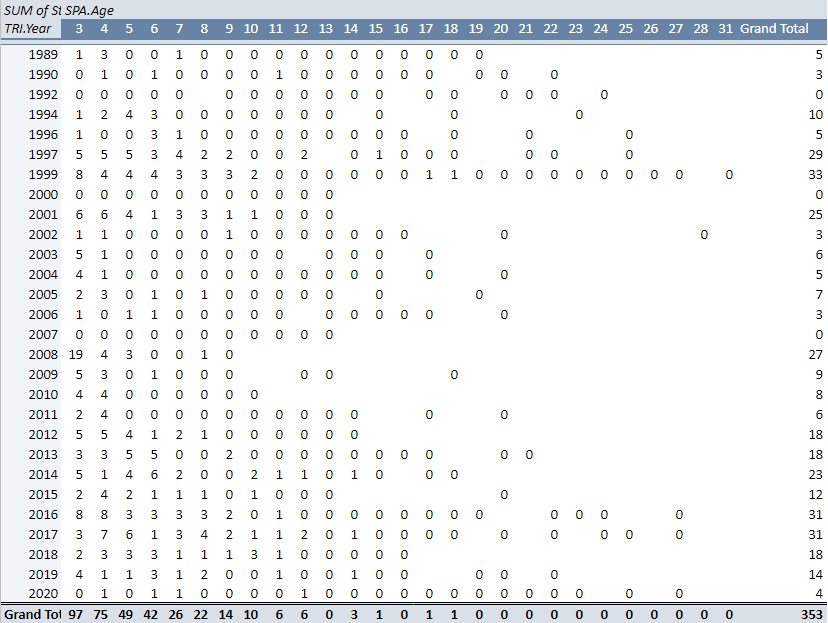 SUM of St SPA.Age
TRI.Year 3 4 5 6 7 8 9 10 11 12 13 14 15 16 17 18 19 20 21 22 23 24 25 26 27 28 31 Grand Total
1989 1 3 0 0 1 0 0 0 0 0 0 0 0 0 0 0 0 5
1990 0 1 0 1 0 0 0 0 1 0 0 0 0 0 0 0 0 0 3
1992 0 0 0 0 0 0 0 0 0 0 0 0 0 0 0 0 0 0 0
1994 1 2 4 3 0 0 0 0 0 0 0 0 0 0 10
1996 1 0 0 3 1 0 0 0 0 0 0 0 0 0 0 0 0 5
1997 5 5 5 3 4 2 2 0 0 2 0 1 0 0 0 0 0 0 29
1999 8 4 4 4 3 3 3 2 0 0 0 0 0 0 1 1 0 0 0 0 0 0 0 0 0 0 33
2000 0 0 0 0 0 0 0 0 0 0 0 0
2001 6 6 4 1 3 3 1 1 0 0 0 25
2002 1 1 0 0 0 0 1 0 0 0 0 0 0 0 0 0 3
2003 5 1 0 0 0 0 0 0 0 0 0 0 0 6
2004 4 1 0 0 0 0 0 0 0 0 0 0 0 0 0 5
2005 2 3 0 1 0 1 0 0 0 0 0 0 0 7
2006 1 0 1 1 0 0 0 0 0 0 0 0 0 0 0 3
2007 0 0 0 0 0 0 0 0 0 0 0 0
2008 19 4 3 0 0 1 0 27
2009 5 3 0 1 0 0 0 0 0 0 9
2010 4 4 0 0 0 0 0 0 8
2011 2 4 0 0 0 0 0 0 0 0 0 0 0 0 6
2012 5 5 4 1 2 1 0 0 0 0 0 0 18
2013 3 3 5 5 0 0 2 0 0 0 0 0 0 0 0 0 0 18
2014 5 1 4 6 2 0 0 2 1 1 0 1 0 0 0 23
2015 2 4 2 1 1 1 0 1 0 0 0 0 12
2016 8 8 3 3 3 3 2 0 1 0 0 0 0 0 0 0 0 0 0 0 0 31
2017 3 7 6 1 3 4 2 1 1 2 0 1 0 0 0 0 0 0 0 0 0 31
2018 2 3 3 3 1 1 1 3 1 0 0 0 0 0 18
2019 4 1 1 3 1 2 0 0 1 0 0 1 0 0 0 0 0 14
2020 0 1 0 1 1 0 0 0 0 1 0 0 0 0 0 0 0 0 0 0 0 0 0 4
Grand Tot 97 75 49 42 26 22 14 10 6 6 0 3 1 0 1 1 0 0 0 0 0 0 0 0 0 0 0 353